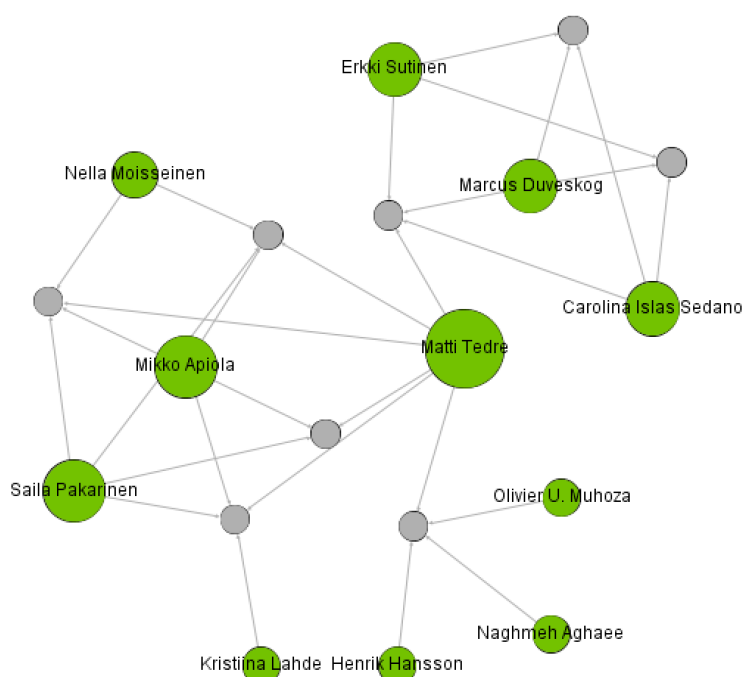 Erkki Sutinen
Nella Moisseinen
Marcus Duveskog
Carolina Islas Sedano
Matti Tedre
Mikko Apiola
Saila Pakarinen
Olivier U. Muhoza
Naghmeh Aghaee
Kristiina Lahde
Henrik Hansson